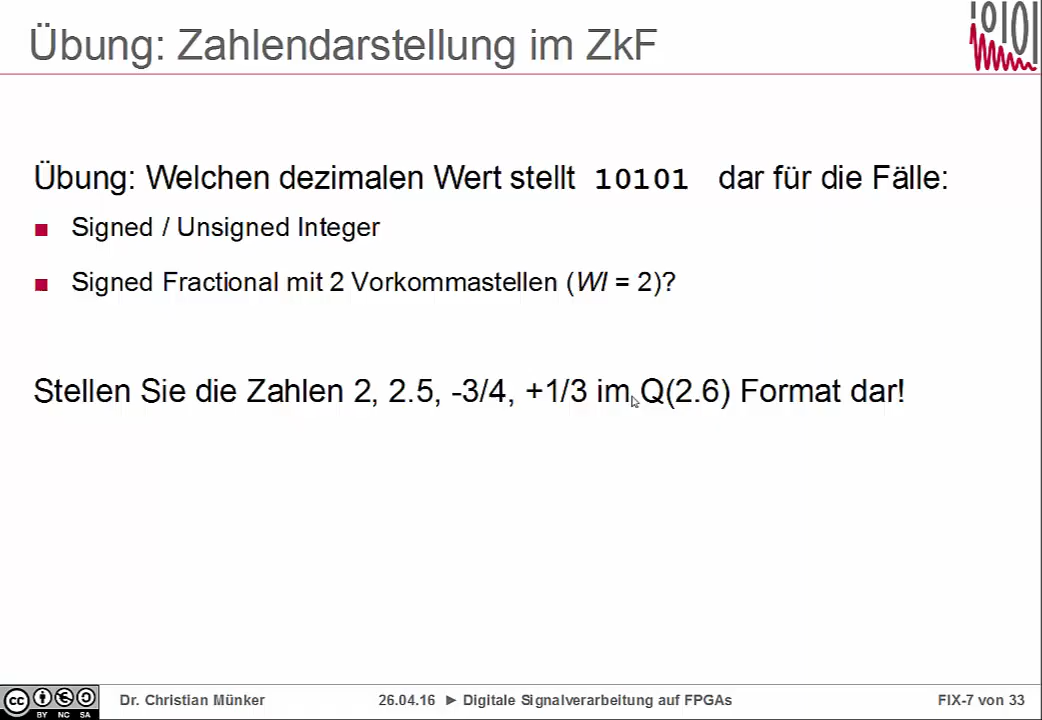 Übung: Zahlendarstellung im ZkF
Übung: Welchen dezimalen Wert stellt 10101 dar für die Fälle:
Signed / Unsigned Integer
Signed Fractional mit 2 Vorkommastellen (WI = 2)?
Stellen Sie die Zahlen 2, 2.5, -3/4, +1/3 im Q(2.6) Format dar!
cc BY NC SA
Dr. Christian Münker
26.04.16 ► Digitale Signalverarbeitung auf FPGAs
FIX-7 von 33